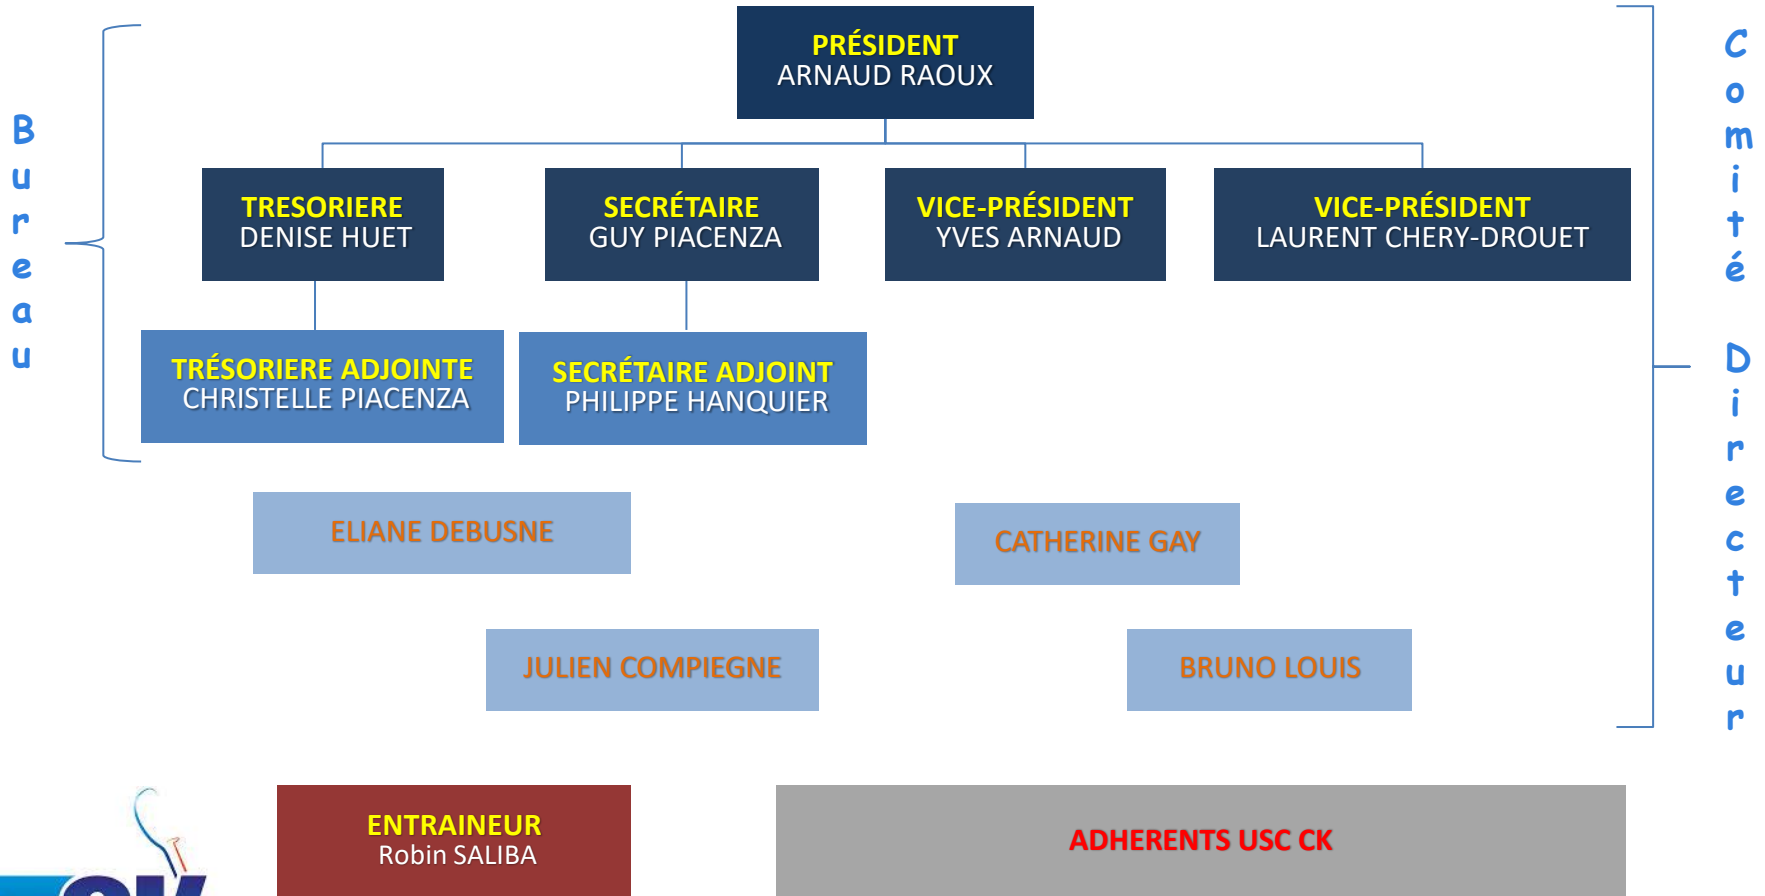 PRÉSIDENT
ARNAUD RAOUX
Bureau
Comité Directeur
TRESORIERE
DENISE HUET
SECRÉTAIRE
GUY PIACENZA
VICE-PRÉSIDENT
YVES ARNAUD
VICE-PRÉSIDENT
LAURENT CHERY-DROUET
TRÉSORIERE ADJOINTE
CHRISTELLE PIACENZA
SECRÉTAIRE ADJOINT
PHILIPPE HANQUIER
ELIANE DEBUSNE
CATHERINE GAY
JULIEN COMPIEGNE
BRUNO LOUIS
ENTRAINEUR
Robin SALIBA
ADHERENTS USC CK